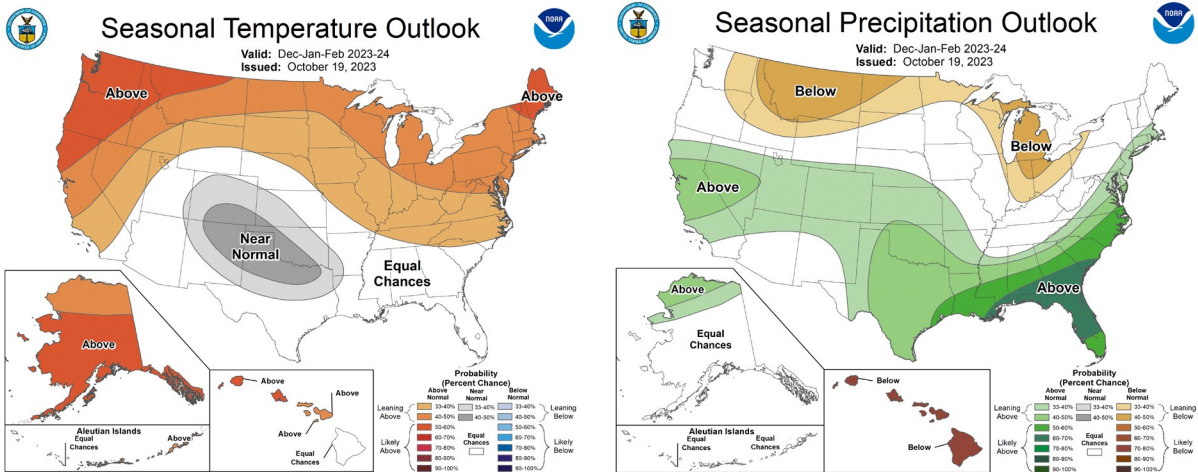 Seasonal Temperature Outlook
NOAA
Valid: Dec-Jan-Feb 2023-24
Issued: October 19, 2023
Above
Above
Near
Normal
Equal
Chances
Above
Above
Above
Above
Equal
Chances
Aleutian Islands
Equal
Chances
Above
Probability
(Percent Chance)
Above
Normal
Near
Normal
Below
Normal
Leaning
Above
33-40%
33-40%
33-40%
Leaning
Below
40-50%
40-50%
40-50%
Likely
Above
50-60%
50-60%
Likely
Below
60-70%
60-70%
70-80%
70-80%
80-90%
80-90%
90-100%
90-100%
Equal
Chances
Seasonal Precipitation Outlook
NOAA
Valid: Dec-Jan-Feb 2023-24
Issued: October 19, 2023
Below
Below
Above
Above
Above
Equal
Chances
Below
Below
Aleutian Islands
Equal
Chances
Equal
Chances
Probability
(Percent Chance)
Above
Normal
Near
Normal
Below
Normal
Leaning
Above
33-40%
33-40%
33-40%
Leaning
Below
40-50%
40-50%
40-50%
Likely
Above
50-60%
50-60%
Likely
Below
60-70%
60-70%
70-80%
80-90%
80-90%
90-100%
90-100%
Equal
Chances